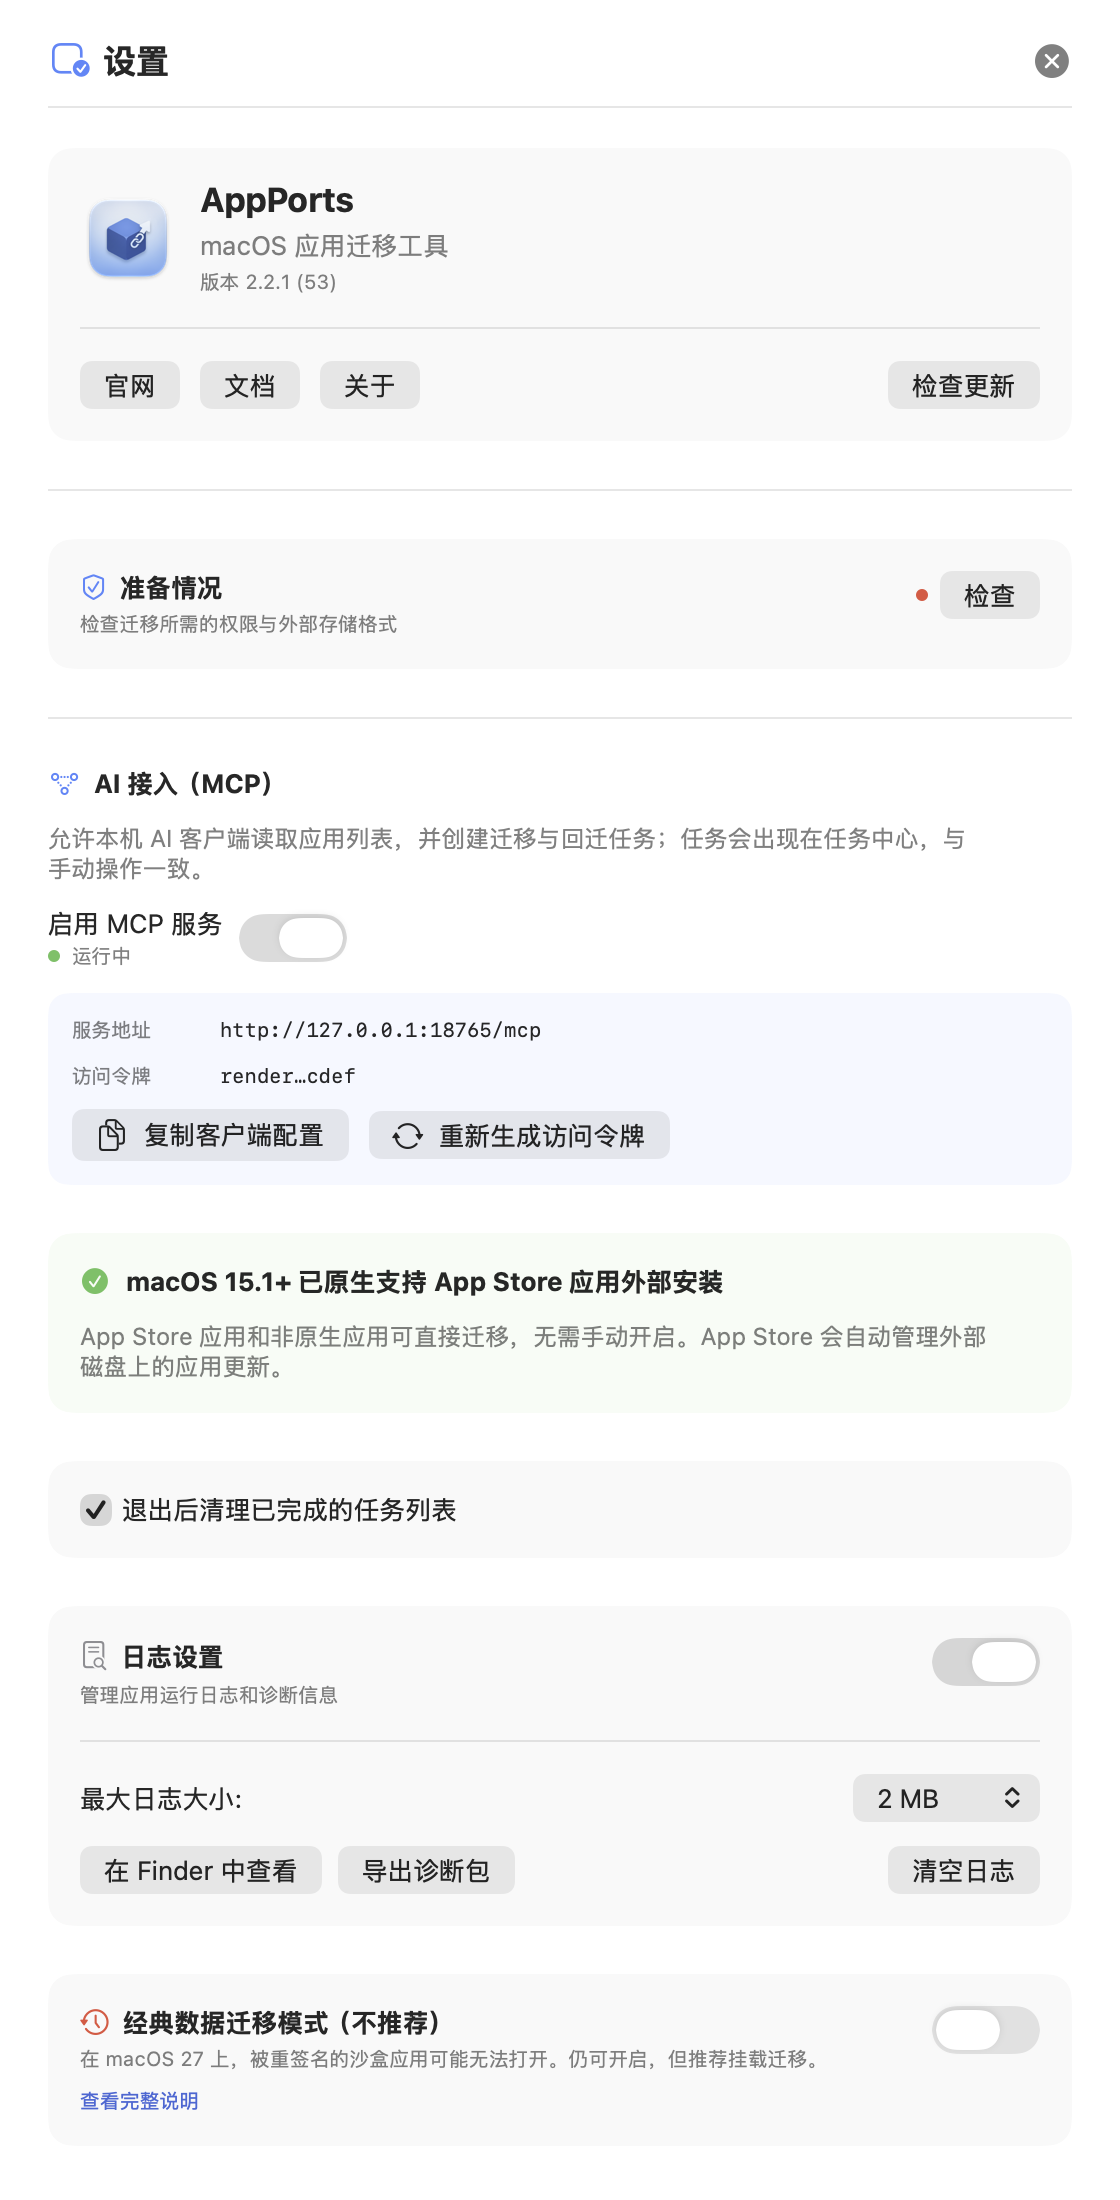 设置
AppPorts
macOS 应用迁移工具
版本 2.2.1 (53)
官网 文档 关于 检查更新
准备情况
检查
检查迁移所需的权限与外部存储格式
AI 接入（MCP）
允许本机 AI 客户端读取应用列表，并创建迁移与回迁任务；任务会出现在任务中心，与
手动操作一致。
启用 MCP 服务
运行中
服务地址 http://127.0.0.1:18765/mcp
访问令牌 render…cdef
复制客户端配置 重新生成访问令牌
macOS 15.1+ 已原生支持 App Store 应用外部安装
App Store 应用和非原生应用可直接迁移，无需手动开启。App Store 会自动管理外部
磁盘上的应用更新。
退出后清理已完成的任务列表
日志设置
管理应用运行日志和诊断信息
最大日志大小: 2 MB
在 Finder 中查看 导出诊断包 清空日志
经典数据迁移模式（不推荐）
在 macOS 27 上，被重签名的沙盒应用可能无法打开。仍可开启，但推荐挂载迁移。
查看完整说明